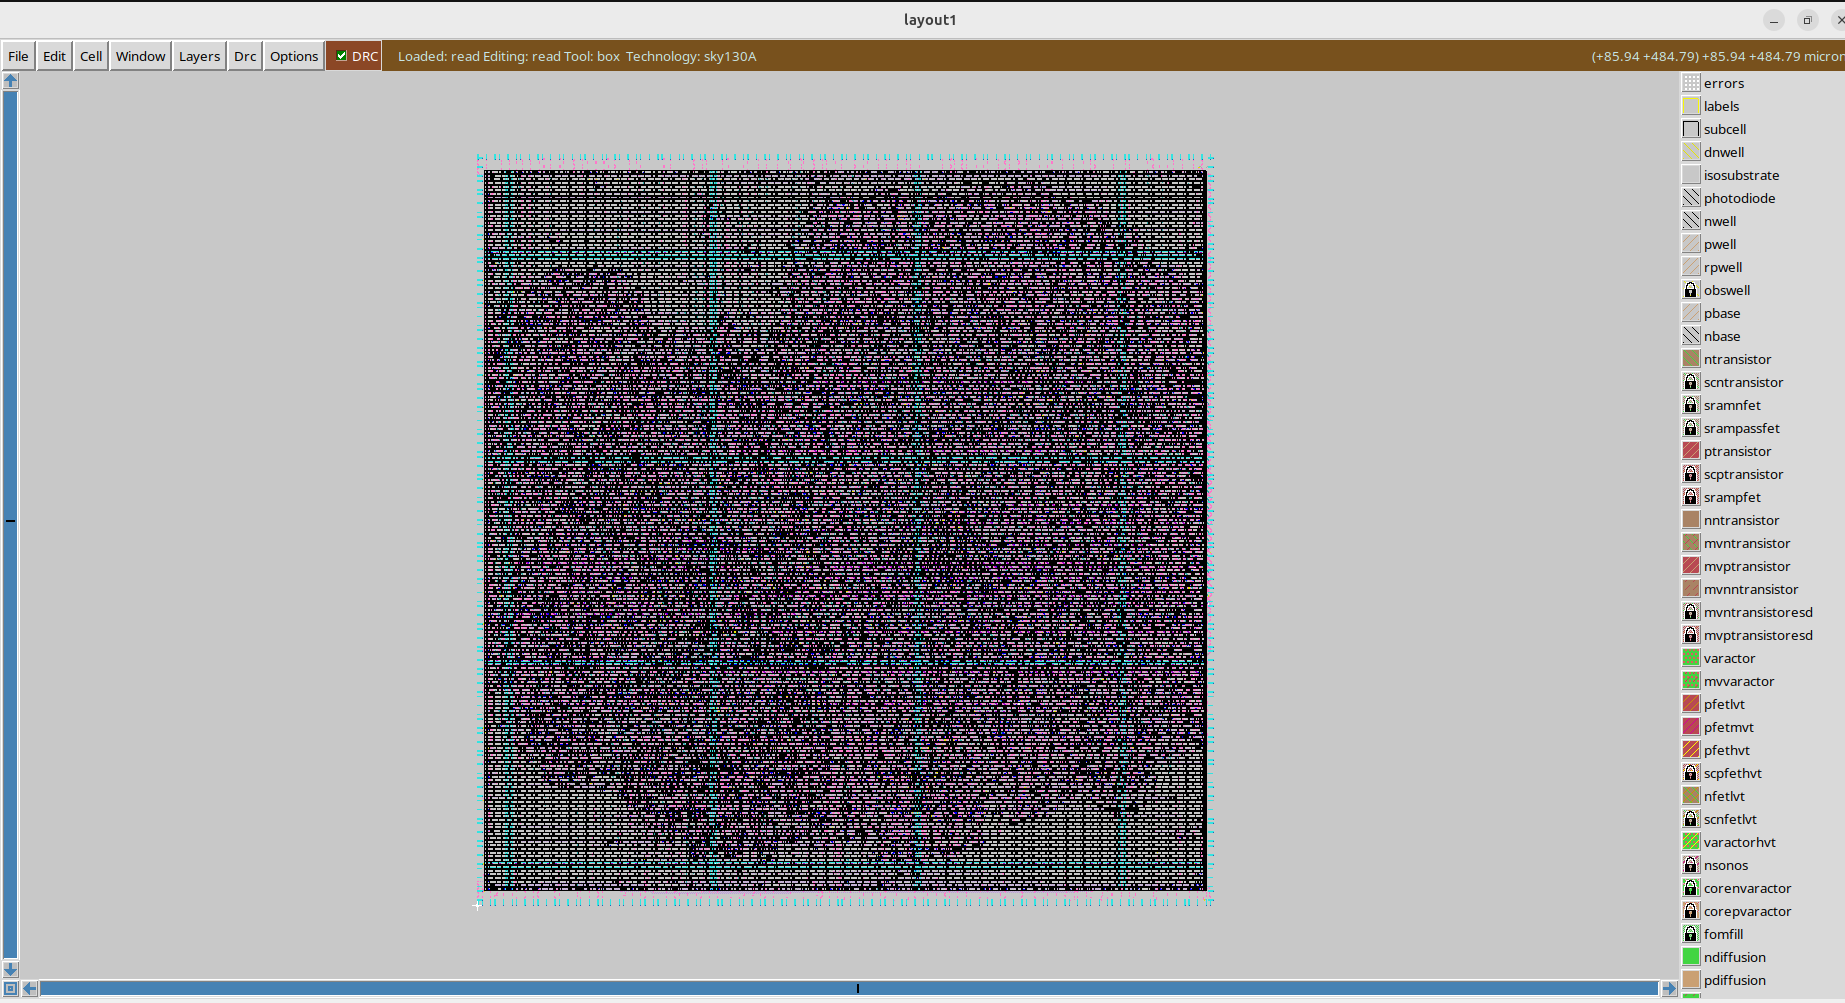 layout1
File Edit Cell Window Layers Drc Options DRC Loaded: read Editing: read Tool: box Technology: sky130A (+85.94 +484.79) +85.94 +484.79 micron
errors
labels
subcell
dnwell
isosubstrate
photodiode
nwell
pwell
rpwell
obswell
pbase
nbase
ntransistor
scntransistor
sramnfet
srampassfet
ptransistor
scptransistor
srampfet
nntransistor
mvntransistor
mvptransistor
mvnntransistor
mvntransistoresd
mvptransistoresd
varactor
mvvaractor
pfetlvt
pfetmvt
pfethvt
scpfethvt
nfetlvt
scnfetlvt
varactorhvt
nsonos
corenvaractor
corepvaractor
fomfill
ndiffusion
pdiffusion